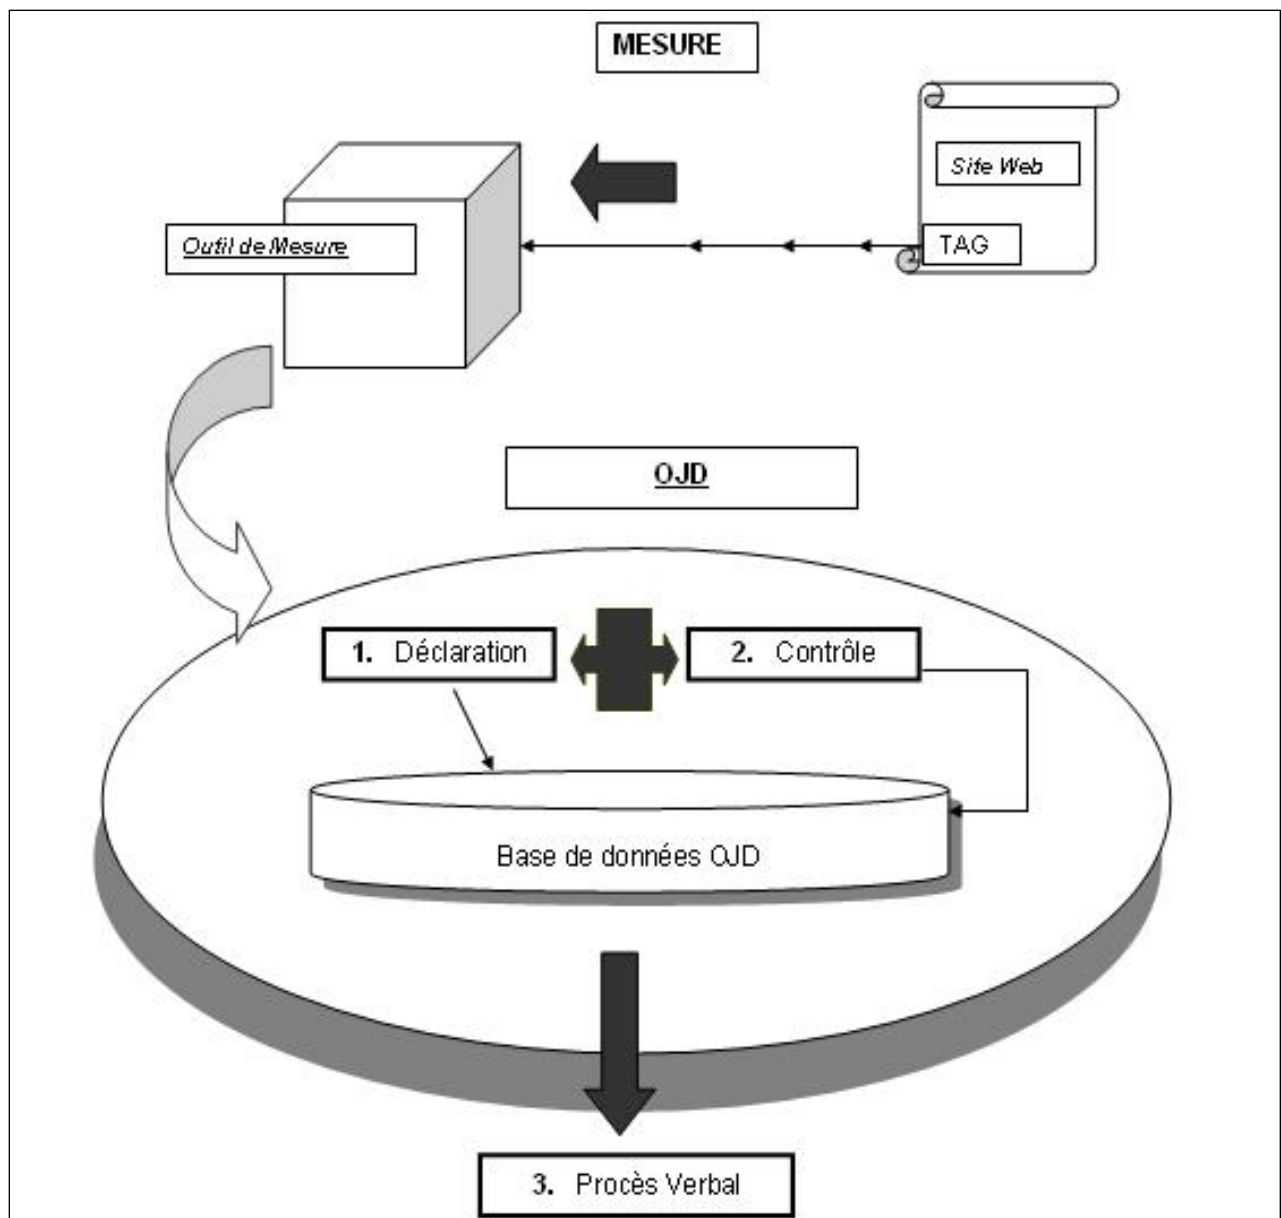 MESURE
Site Web
Outil de Mesure
TAG
OJD
1. Déclaration
2. Contrôle
Base de données OJD
3. Procès Verbal